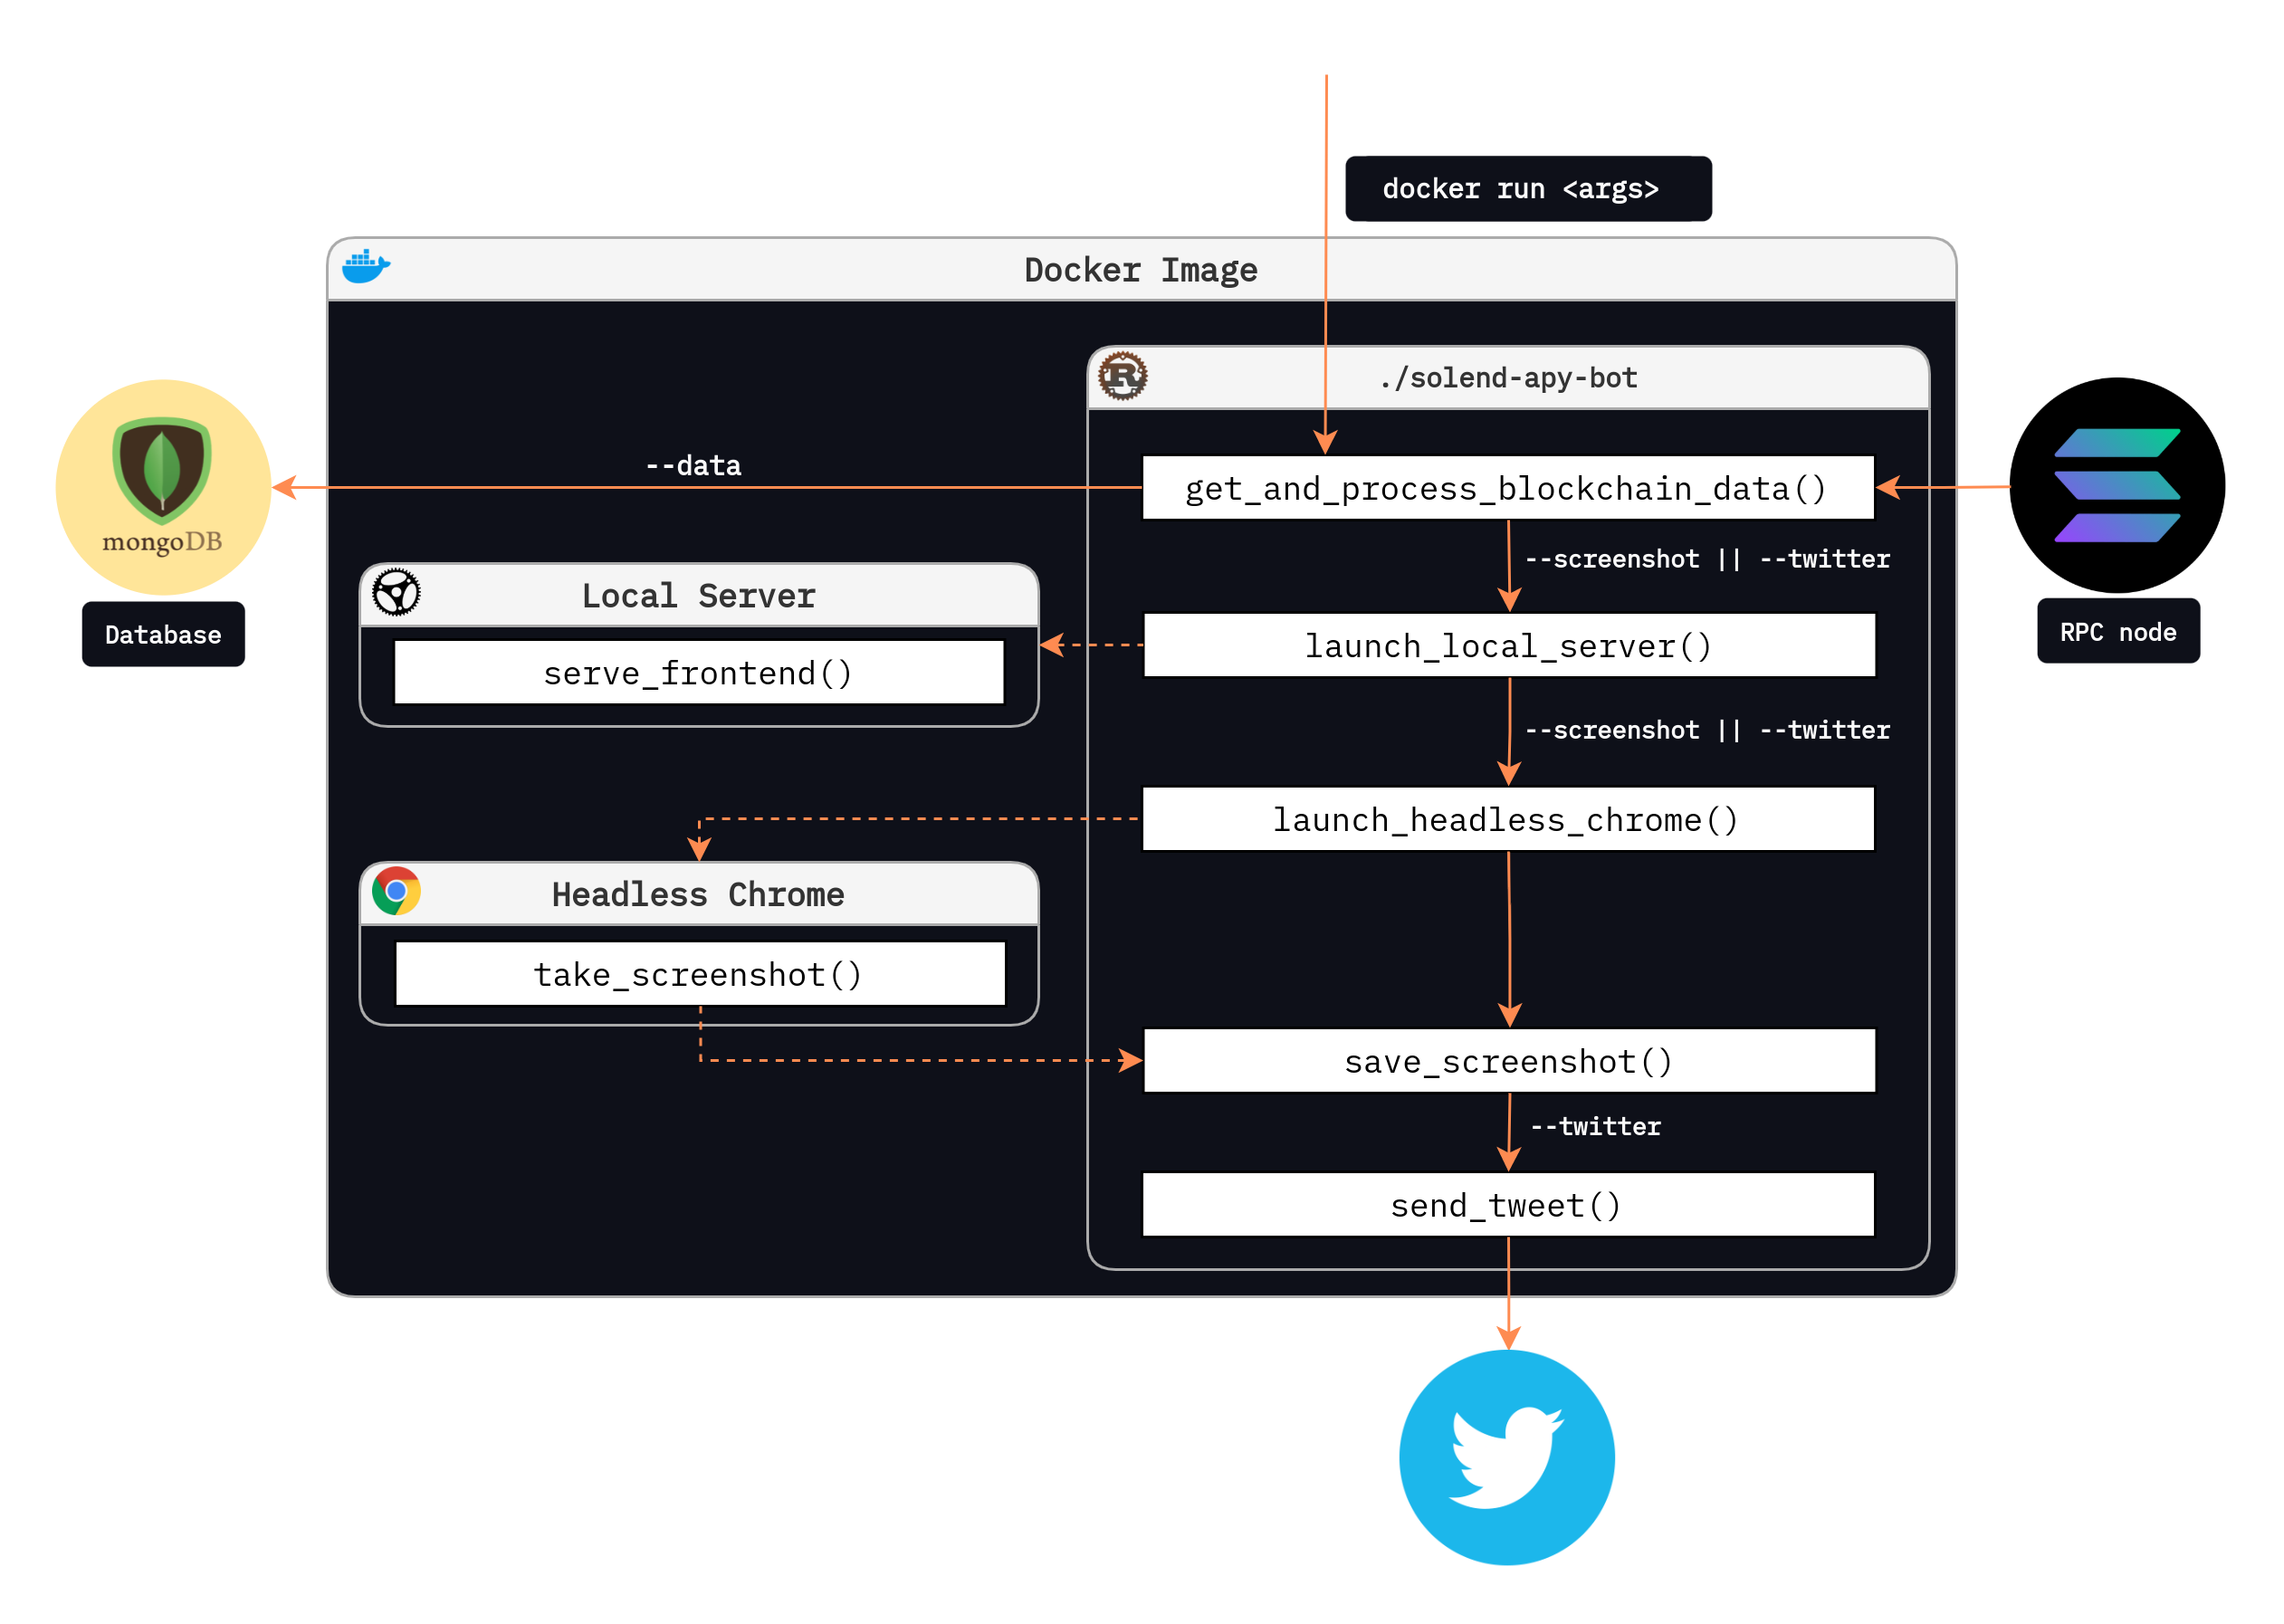 docker run <args>
Docker Image
./solend-apy-bot
--data
get_and_process_blockchain_data()
mongoDB
Database
--screenshot || --twitter
RPC node
Local Server
serve_frontend()
launch_local_server()
--screenshot || --twitter
launch_headless_chrome()
Headless Chrome
take_screenshot()
save_screenshot()
--twitter
send_tweet()